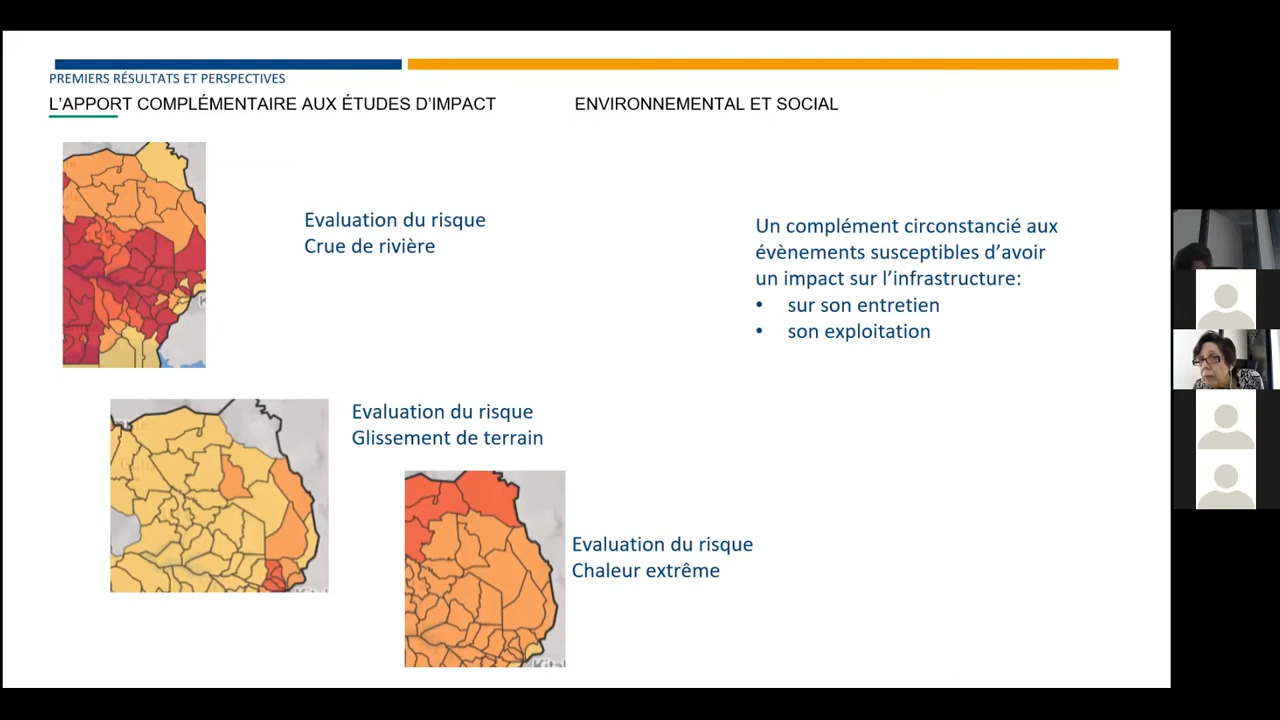 PREMIERS RÉSULTATS ET PERSPECTIVES
L’APPORT COMPLÉMENTAIRE AUX ÉTUDES D’IMPACT ENVIRONNEMENTAL ET SOCIAL
Evaluation du risque
Crue de rivière
Un complément circonstancié aux
évènements susceptibles d’avoir
un impact sur l’infrastructure:
• sur son entretien
• son exploitation
Evaluation du risque
Glissement de terrain
Evaluation du risque
Chaleur extrême